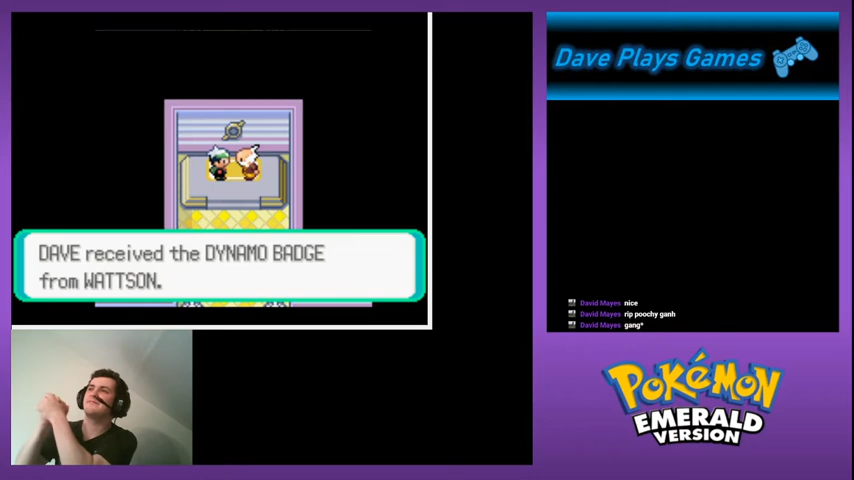 Dave Plays Games
DAVE received the DYNAMO BADGE
from WATTSON.
David Mayes nice
David Mayes rip poochy ganh
David Mayes gang*
POKéMON
EMERALD
VERSION